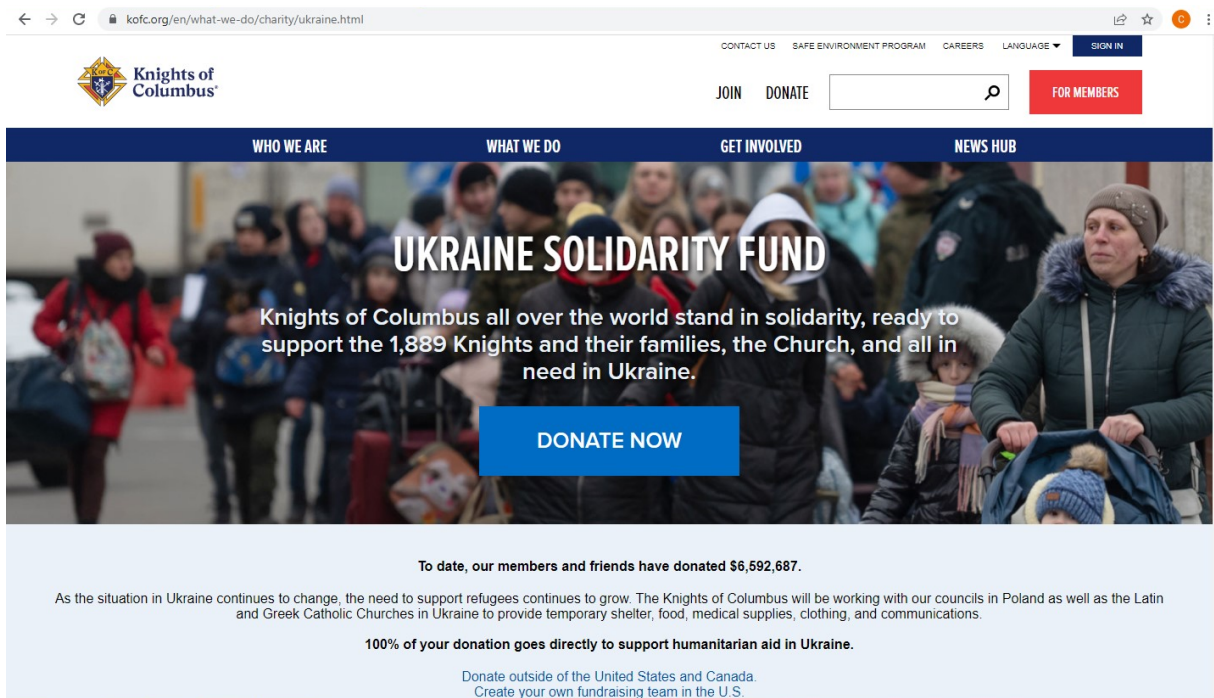 kofc.org/en/what-we-do/charity/ukraine.html
C
CONTACT US SAFE ENVIRONMENT PROGRAM CAREERS LANGUAGE SIGN IN
K of C
Knights of
Columbus®
JOIN DONATE FOR MEMBERS
WHO WE ARE WHAT WE DO GET INVOLVED NEWS HUB
UKRAINE SOLIDARITY FUND
Knights of Columbus all over the world stand in solidarity, ready to
support the 1,889 Knights and their families, the Church, and all in
need in Ukraine.
DONATE NOW
To date, our members and friends have donated $6,592,687.
As the situation in Ukraine continues to change, the need to support refugees continues to grow. The Knights of Columbus will be working with our councils in Poland as well as the Latin
and Greek Catholic Churches in Ukraine to provide temporary shelter, food, medical supplies, clothing, and communications.
100% of your donation goes directly to support humanitarian aid in Ukraine.
Donate outside of the United States and Canada.
Create your own fundraising team in the U.S.